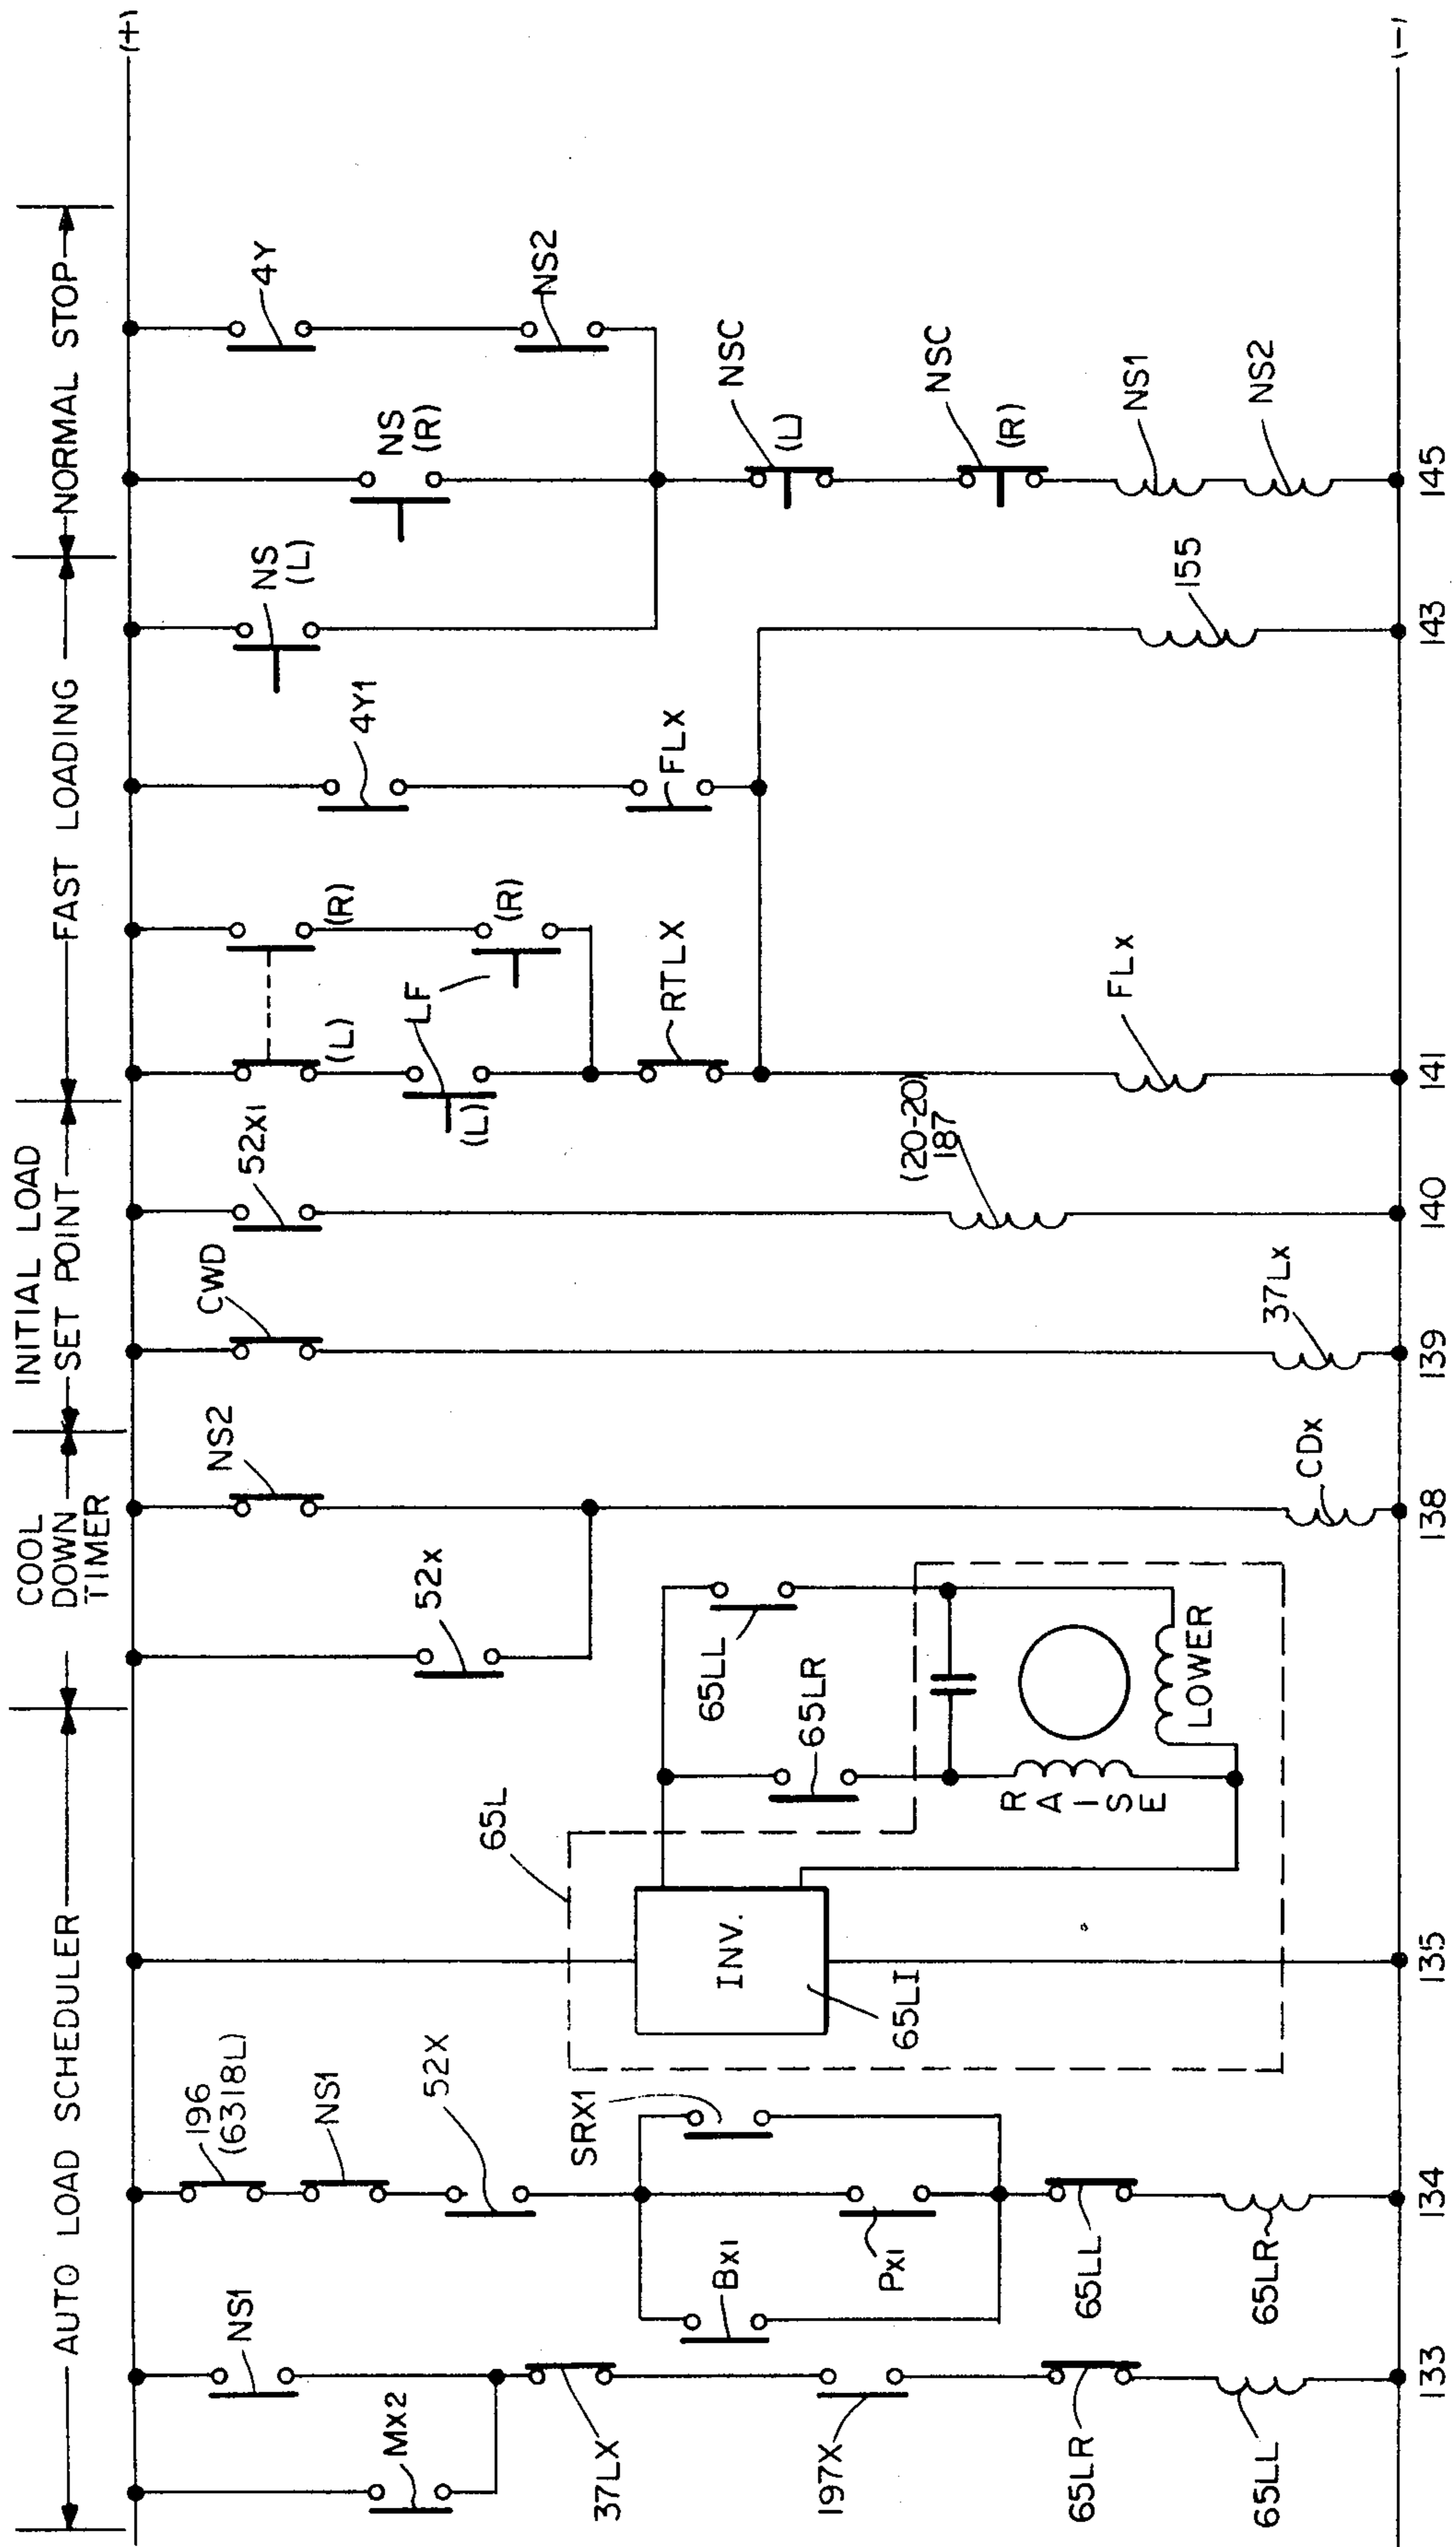 AUTO LOAD SCHEDULER
COOL
DOWN
TIMER
INITIAL LOAD
SET POINT
FAST LOADING
NORMAL STOP
(+)
NS1
Mx2
37LX
197X
65LR
65LL
133
196
(6318L)
NS1
52X
SRX1
Bx1
Px1
65LL
65LR
134
65L
INV.
65LI
65LL
65LR
RAISE
LOWER
135
52x
NS2
CDx
138
CWD
37Lx
139
52X1
(20-20)
187
140
(L)
(R)
LF
(L)
(R)
RTLX
FLx
141
4Y1
FLX
155
143
NS
(L)
NS
(R)
4Y
NS2
NSC
(L)
NSC
(R)
NS1
NS2
145
(-)